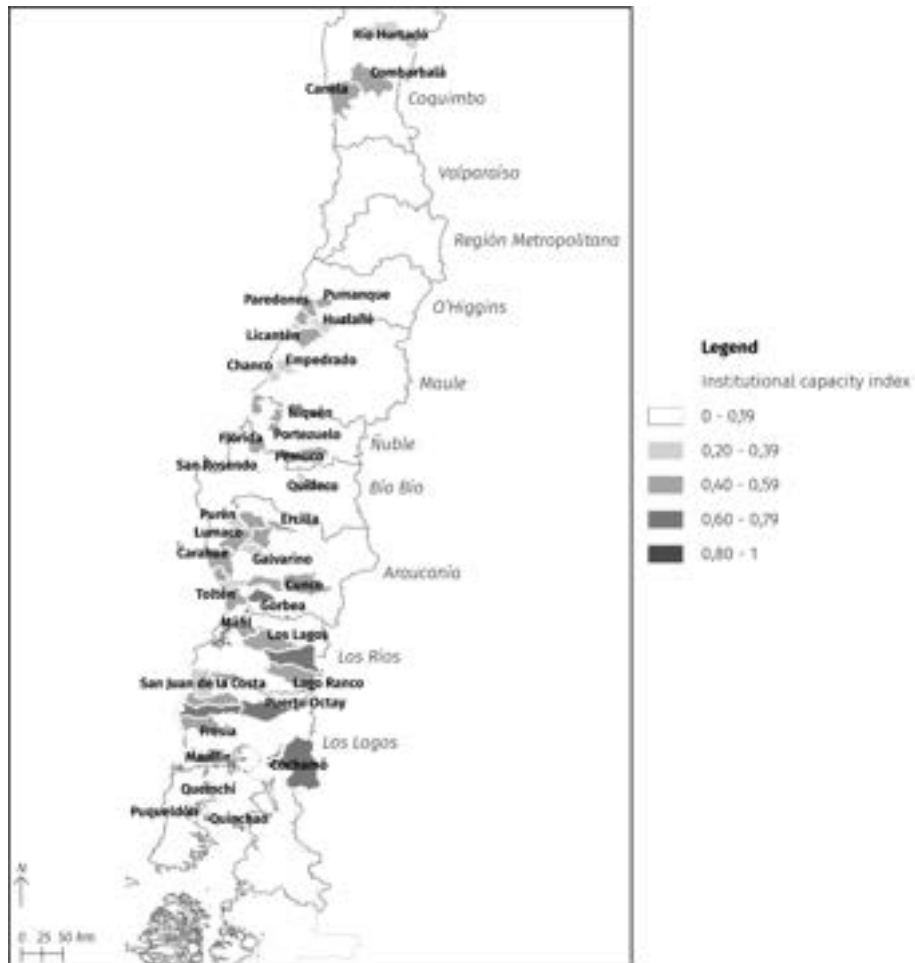 Río Hurtado
Combarbalá
Canela
Coquimbo
Valparaíso
Región Metropolitana
Paredones
Pumanque
O'Higgins
Hualañé
Licantén
Chanco
Empedrado
Maule
Ñiquén
Florida
Portezuelo
Ñuble
Pemuco
San Rosendo
Quilleco
Bío Bío
Purén
Ercilla
Lumaco
Carahue
Galvarino
Araucanía
Cunco
Toltén
Gorbea
Máfil
Los Lagos
Los Ríos
San Juan de la Costa
Lago Ranco
Puerto Octay
Fresia
Los Lagos
Maullín
Cochamó
Quemchi
Puqueldón
Quinchao
N
0 25 50 km
Legend
Institutional capacity index
0 - 0,19
0,20 - 0,39
0,40 - 0,59
0,60 - 0,79
0,80 - 1